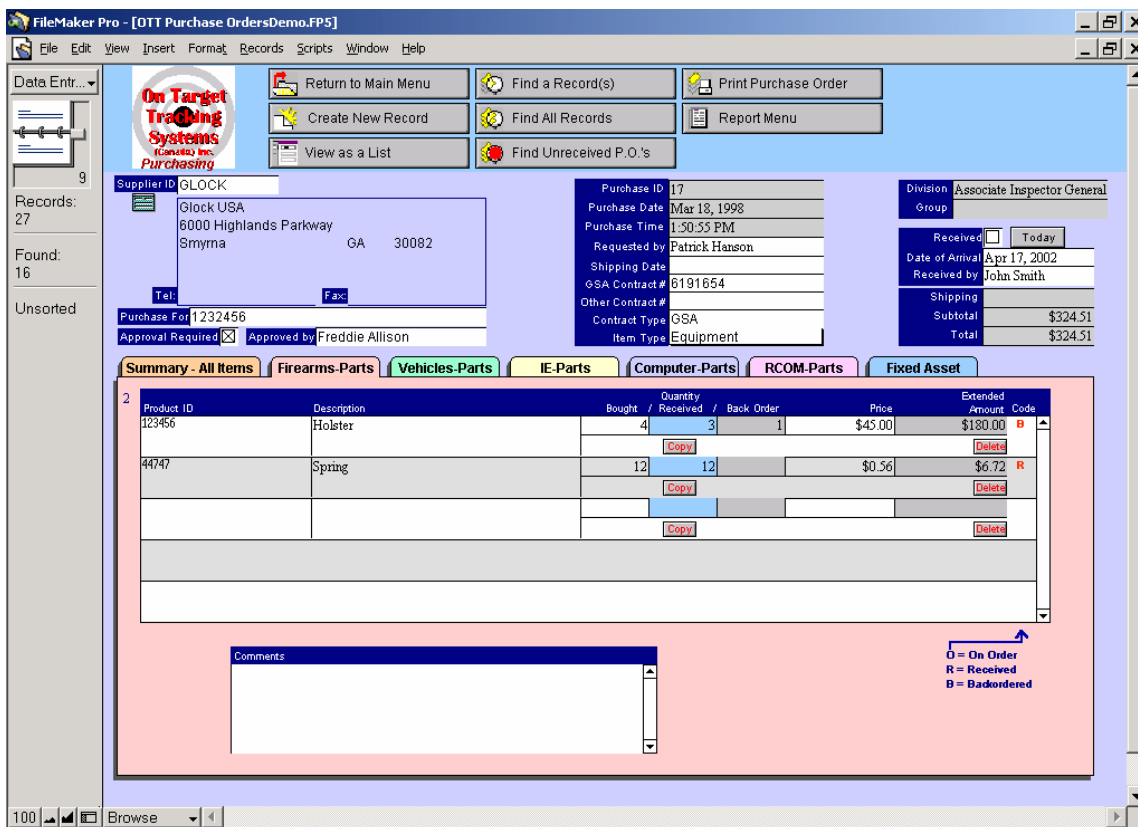 FileMaker Pro - [OTT Purchase OrdersDemo.FP5]
File Edit View Insert Format Records Scripts Window Help
Data Entr...
9
Records:
27
Found:
16
Unsorted
On Target
Tracking
Systems
(Canada) Inc.
Purchasing
Return to Main Menu
Find a Record(s)
Print Purchase Order
Create New Record
Find All Records
Report Menu
View as a List
Find Unreceived P.O.'s
Supplier ID GLOCK
Glock USA
6000 Highlands Parkway
Smyrna GA 30082
Tel: Fax:
Purchase For 1232456
Approval Required Approved by Freddie Allison
Purchase ID 17
Purchase Date Mar 18, 1998
Purchase Time 1:50:55 PM
Requested by Patrick Hanson
Shipping Date
GSA Contract # 6191654
Other Contract #
Contract Type GSA
Item Type Equipment
Division Associate Inspector General
Group
Received Today
Date of Arrival Apr 17, 2002
Received by John Smith
Shipping
Subtotal $324.51
Total $324.51
Summary - All Items Firearms-Parts Vehicles-Parts IE-Parts Computer-Parts RCOM-Parts Fixed Asset
2
Quantity Extended
Product ID Description Bought / Received / Back Order Price Amount Code
123456 Holster 4 3 1 $45.00 $180.00 B
Copy Delete
44747 Spring 12 12 $0.56 $6.72 R
Copy Delete
Copy Delete
O = On Order
R = Received
B = Backordered
Comments
100 Browse